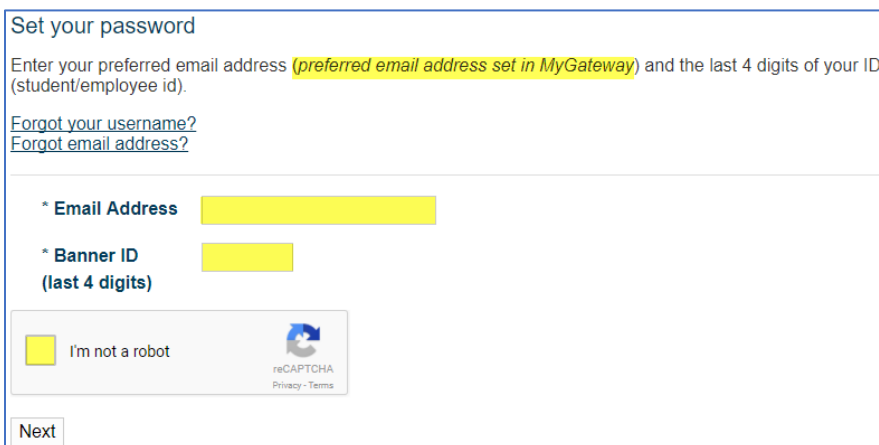 Set your password
Enter your preferred email address (preferred email address set in MyGateway) and the last 4 digits of your ID
(student/employee id).
Forgot your username?
Forgot email address?
* Email Address
* Banner ID
(last 4 digits)
I'm not a robot
reCAPTCHA
Privacy - Terms
Next